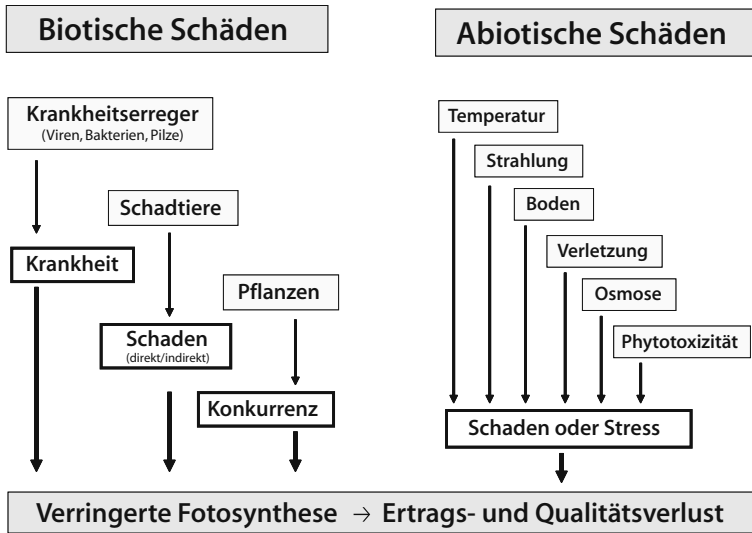 Biotische Schäden
Abiotische Schäden
Krankheitserreger
(Viren, Bakterien, Pilze)
Schadtiere
Krankheit
Pflanzen
Schaden
(direkt/indirekt)
Konkurrenz
Temperatur
Strahlung
Boden
Verletzung
Osmose
Phytotoxizität
Schaden oder Stress
Verringerte Fotosynthese → Ertrags- und Qualitätsverlust